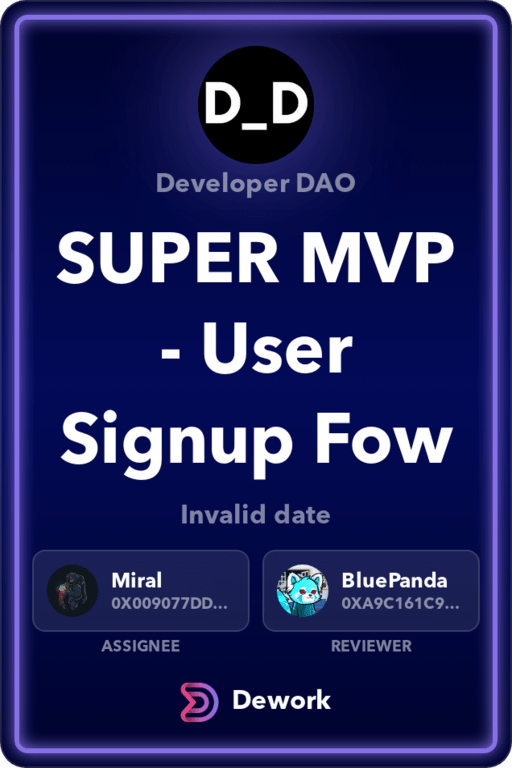 D_D
Developer DAO
SUPER MVP
- User
Signup Fow
Invalid date
Miral
0X009077DD...
BluePanda
0XA9C161C9...
ASSIGNEE
REVIEWER
Dework